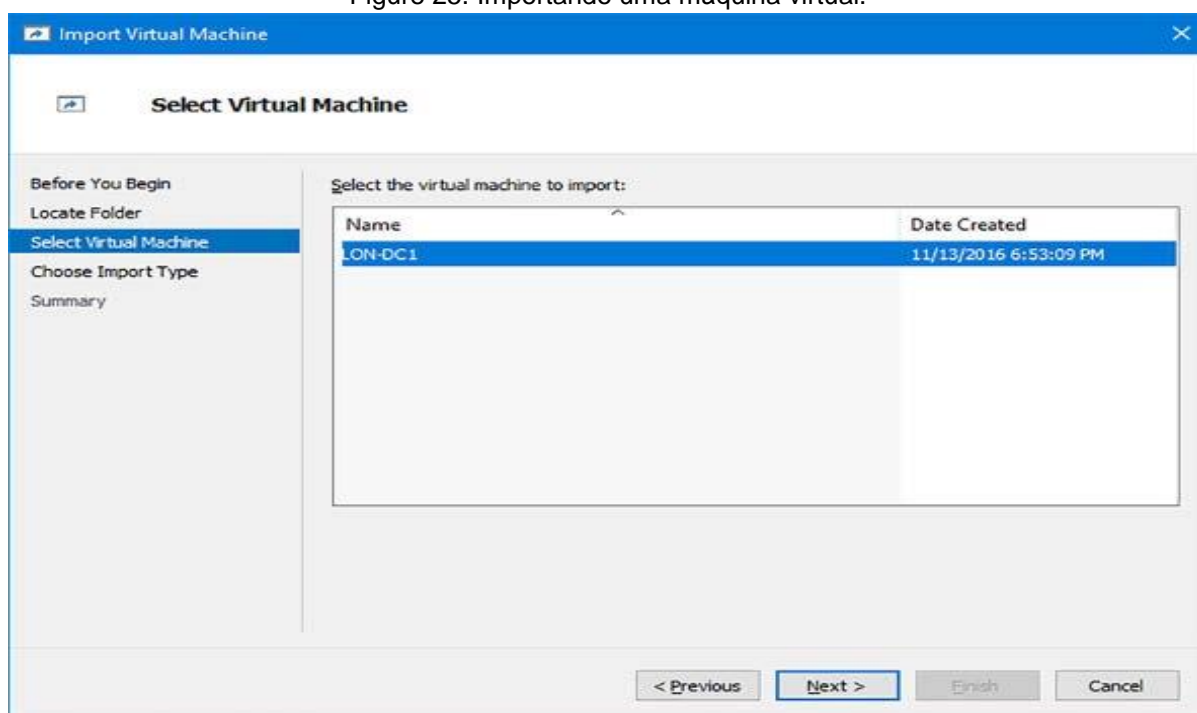 Import Virtual Machine
Select Virtual Machine
Before You Begin
Locate Folder
Select Virtual Machine
Choose Import Type
Summary
Select the virtual machine to import:
Name Date Created
LON-DC1 11/13/2016 6:53:09 PM
< Previous Next > Finish Cancel